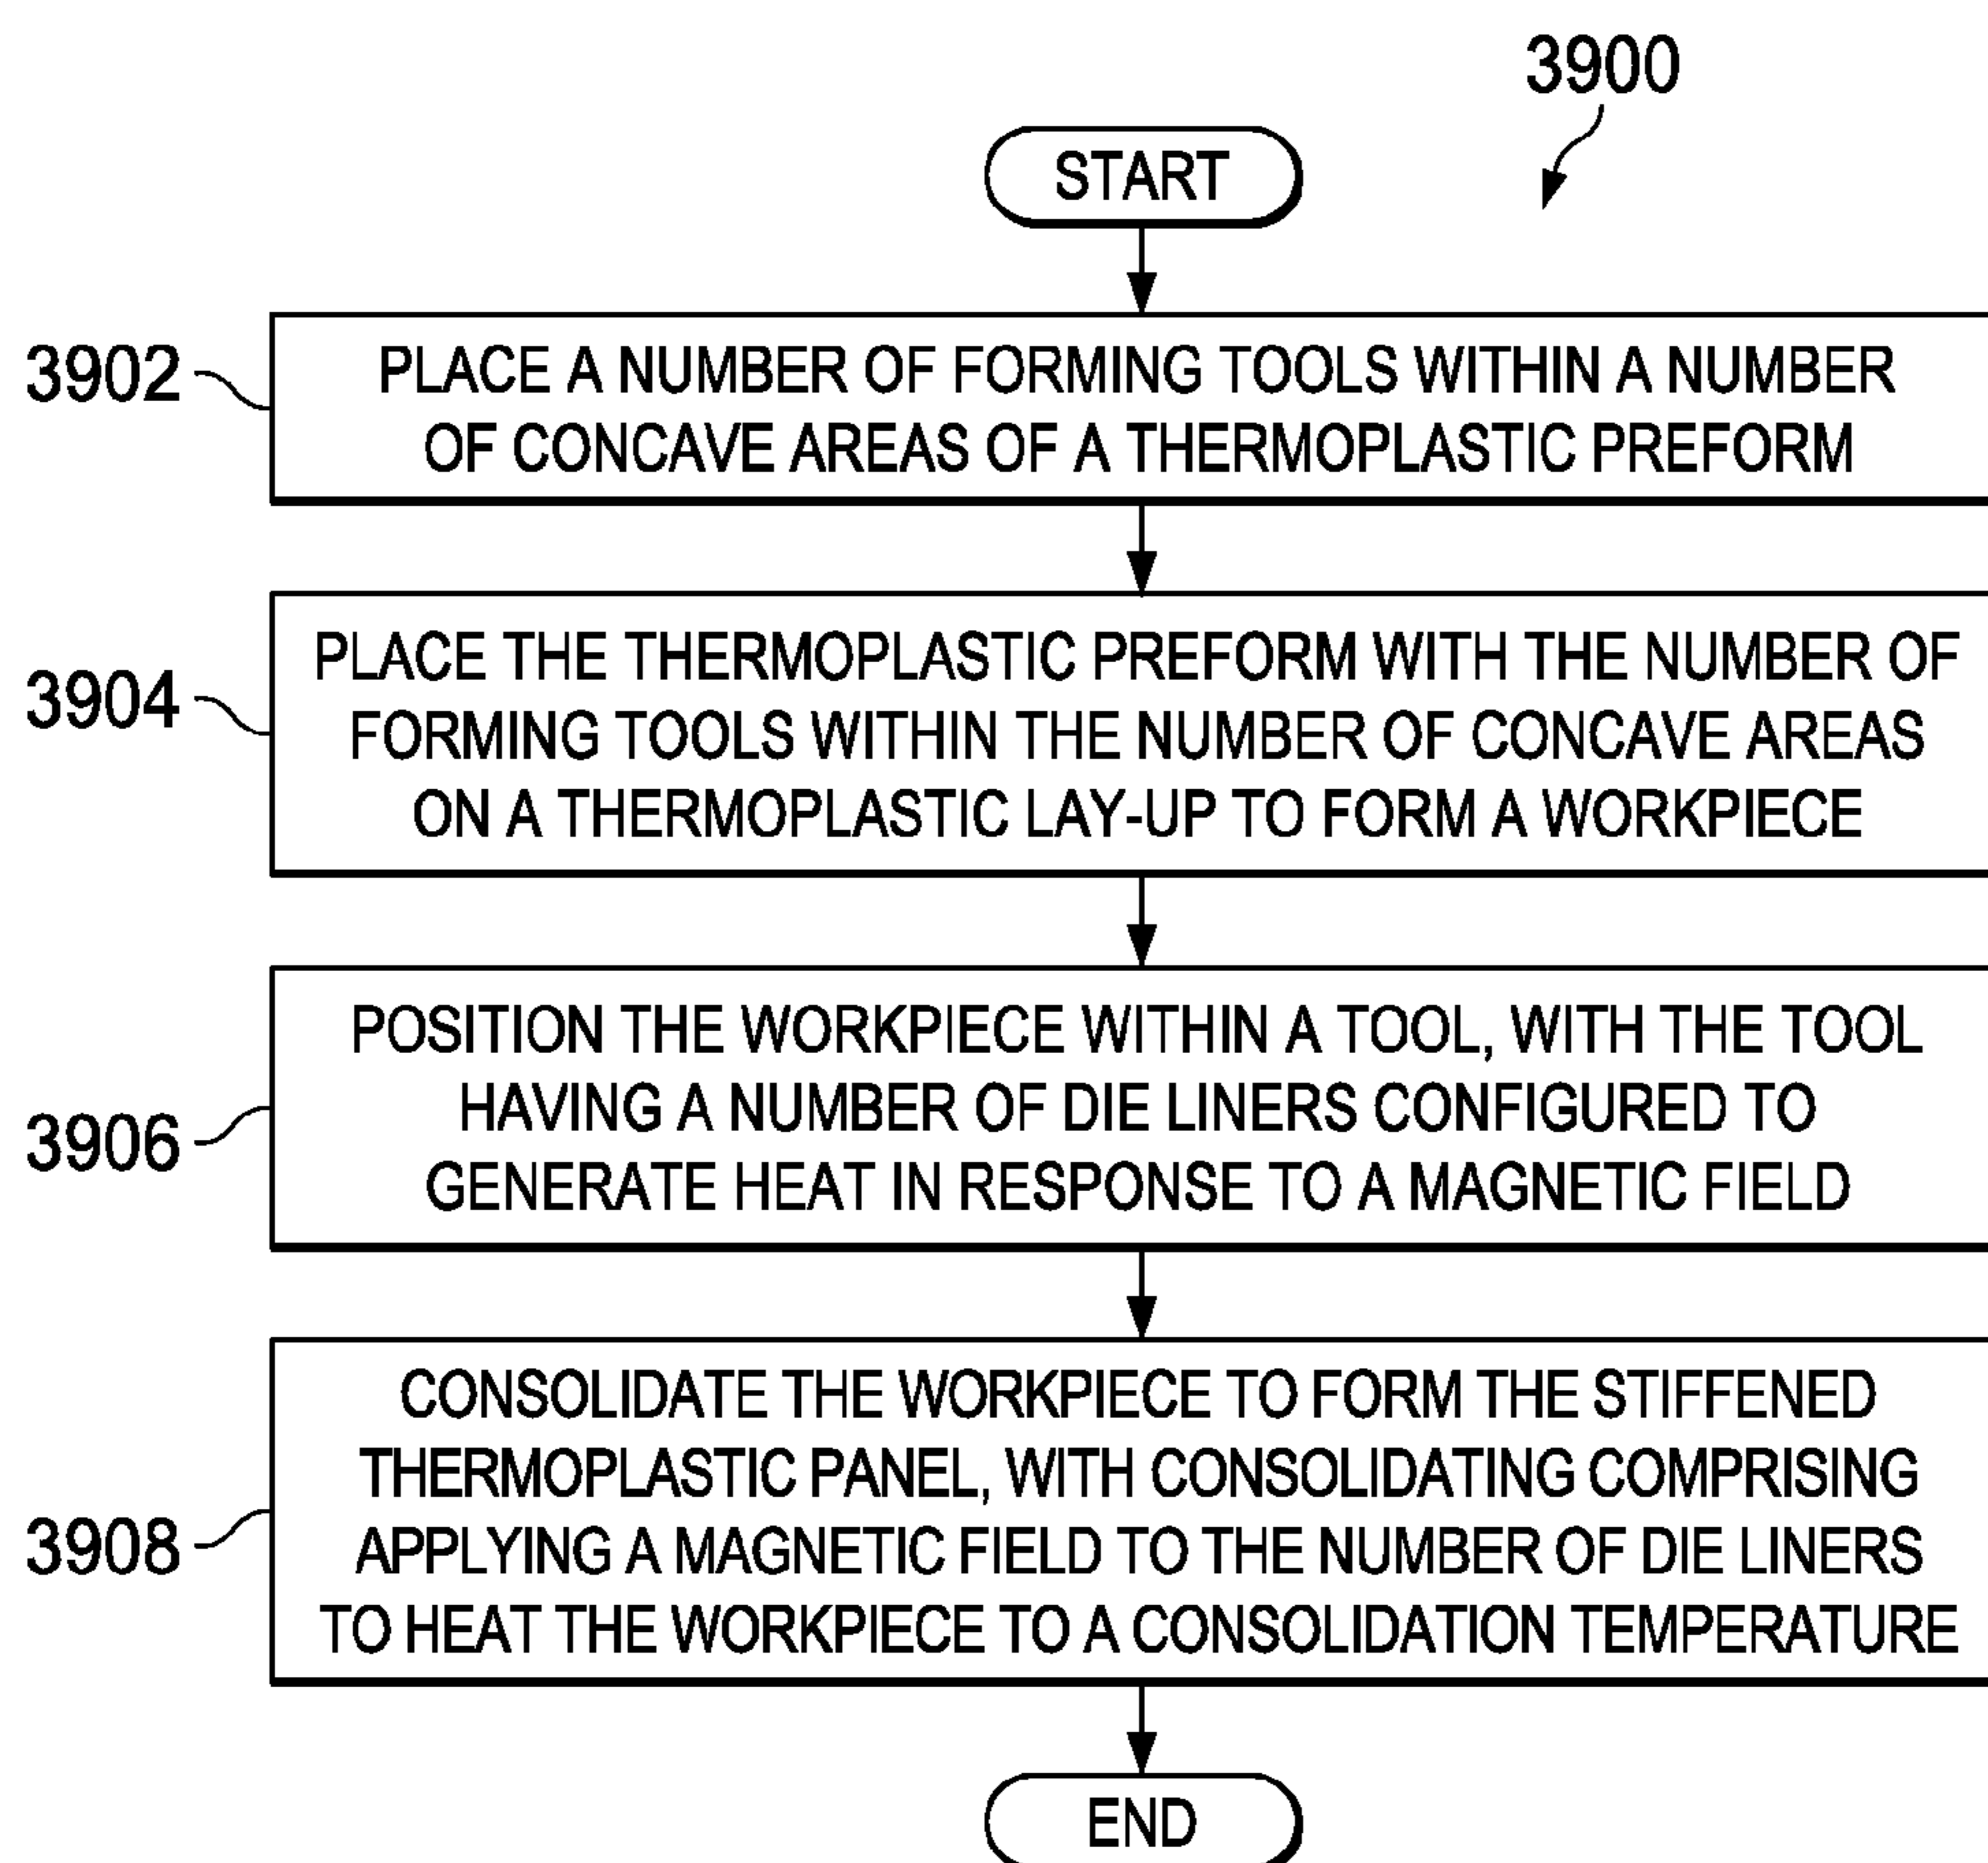 3900
START
3902
PLACE A NUMBER OF FORMING TOOLS WITHIN A NUMBER
OF CONCAVE AREAS OF A THERMOPLASTIC PREFORM
3904
PLACE THE THERMOPLASTIC PREFORM WITH THE NUMBER OF
FORMING TOOLS WITHIN THE NUMBER OF CONCAVE AREAS
ON A THERMOPLASTIC LAY-UP TO FORM A WORKPIECE
3906
POSITION THE WORKPIECE WITHIN A TOOL, WITH THE TOOL
HAVING A NUMBER OF DIE LINERS CONFIGURED TO
GENERATE HEAT IN RESPONSE TO A MAGNETIC FIELD
3908
CONSOLIDATE THE WORKPIECE TO FORM THE STIFFENED
THERMOPLASTIC PANEL, WITH CONSOLIDATING COMPRISING
APPLYING A MAGNETIC FIELD TO THE NUMBER OF DIE LINERS
TO HEAT THE WORKPIECE TO A CONSOLIDATION TEMPERATURE
END